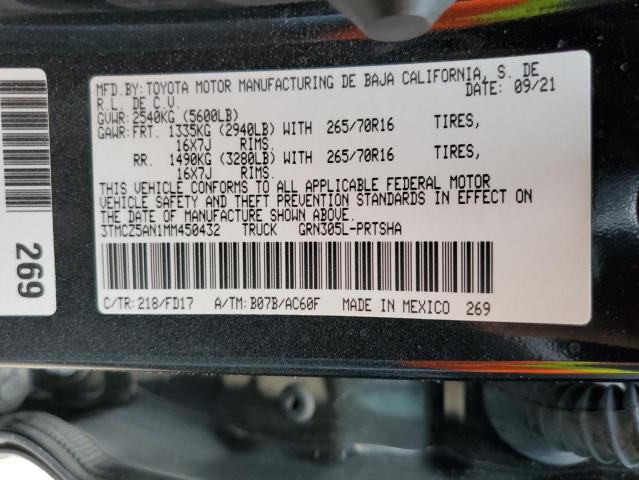 MFD.BY:TOYOTA MOTOR MANUFACTURING DE BAJA CALIFORNIA, S. DE
R.L. DE C.V. DATE: 09/21
GVWR:2540KG (5600LB)
GAWR:FRT. 1335KG (2940LB) WITH 265/70R16 TIRES,
16X7J RIMS.
RR. 1490KG (3280LB) WITH 265/70R16 TIRES,
16X7J RIMS.
THIS VEHICLE CONFORMS TO ALL APPLICABLE FEDERAL MOTOR
VEHICLE SAFETY AND THEFT PREVENTION STANDARDS IN EFFECT ON
THE DATE OF MANUFACTURE SHOWN ABOVE.
3TMCZ5AN1MM450432 TRUCK GRN305L-PRTSHA
C/TR:218/FD17 A/TM:B07B/AC60F MADE IN MEXICO 269
269